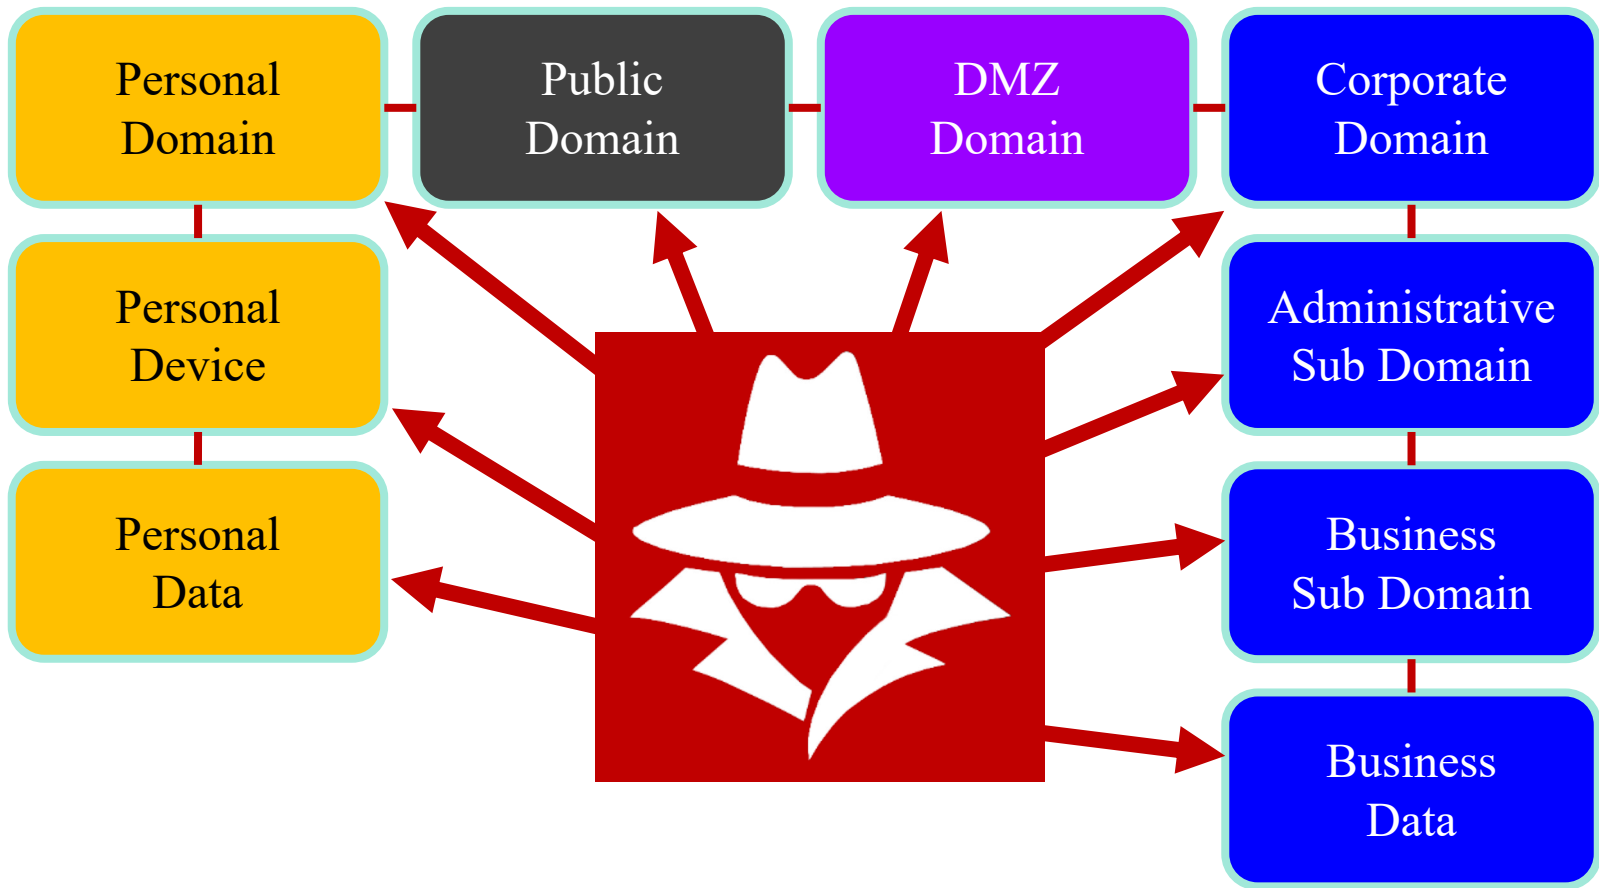 Personal
Domain
Public
Domain
DMZ
Domain
Corporate
Domain
Personal
Device
Administrative
Sub Domain
Personal
Data
Business
Sub Domain
Business
Data